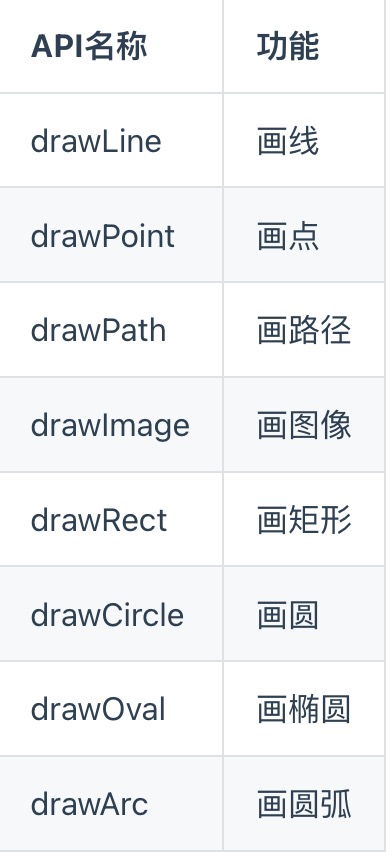 API名称 功能
drawLine 画线
drawPoint 画点
drawPath 画路径
drawImage 画图像
drawRect 画矩形
drawCircle 画圆
drawOval 画椭圆
drawArc 画圆弧